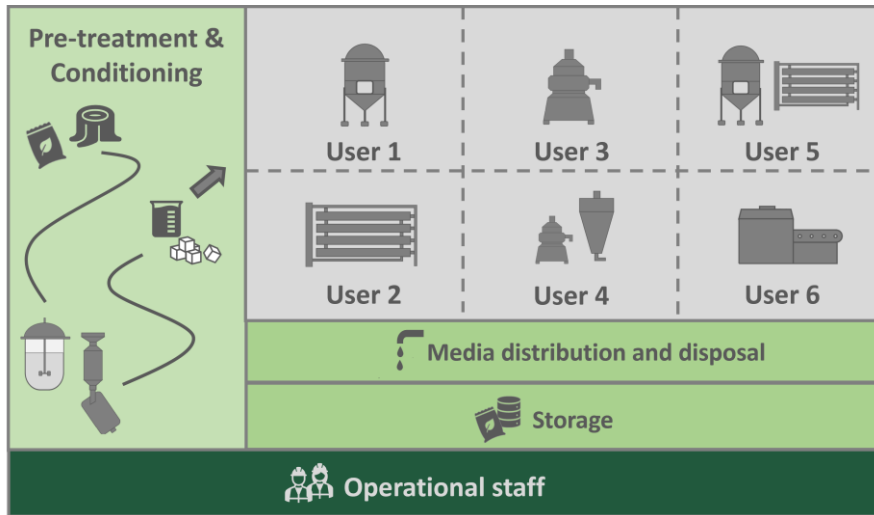 Pre-treatment &
Conditioning
User 1
User 3
User 5
User 2
User 4
User 6
Media distribution and disposal
Storage
Operational staff